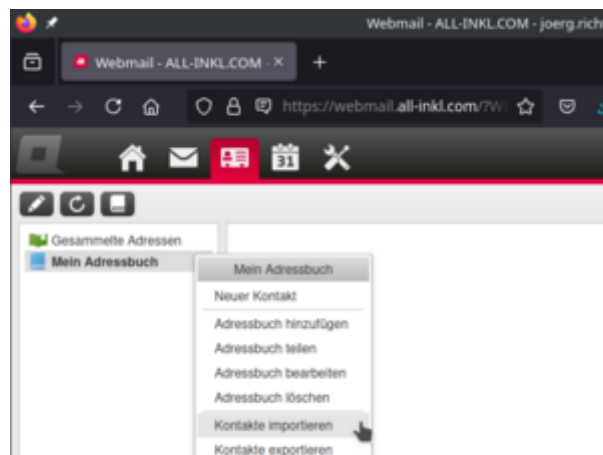 Webmail - ALL-INKL.COM - joerg.rich
Webmail - ALL-INKL.COM - ×
https://webmail.all-inkl.com/?W
31
Gesammelte Adressen
Mein Adressbuch
Mein Adressbuch
Neuer Kontakt
Adressbuch hinzufügen
Adressbuch teilen
Adressbuch bearbeiten
Adressbuch löschen
Kontakte importieren
Kontakte exportieren